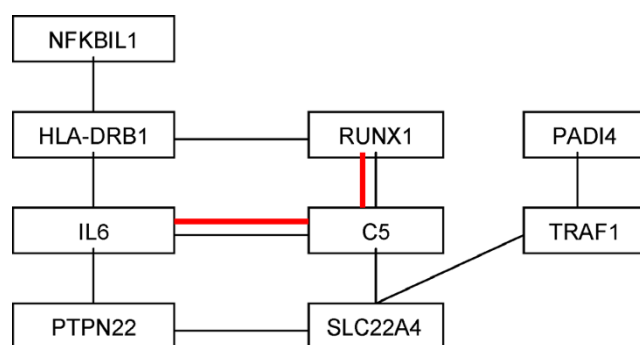 NFKBIL1
HLA-DRB1
RUNX1
PADI4
IL6
C5
TRAF1
PTPN22
SLC22A4